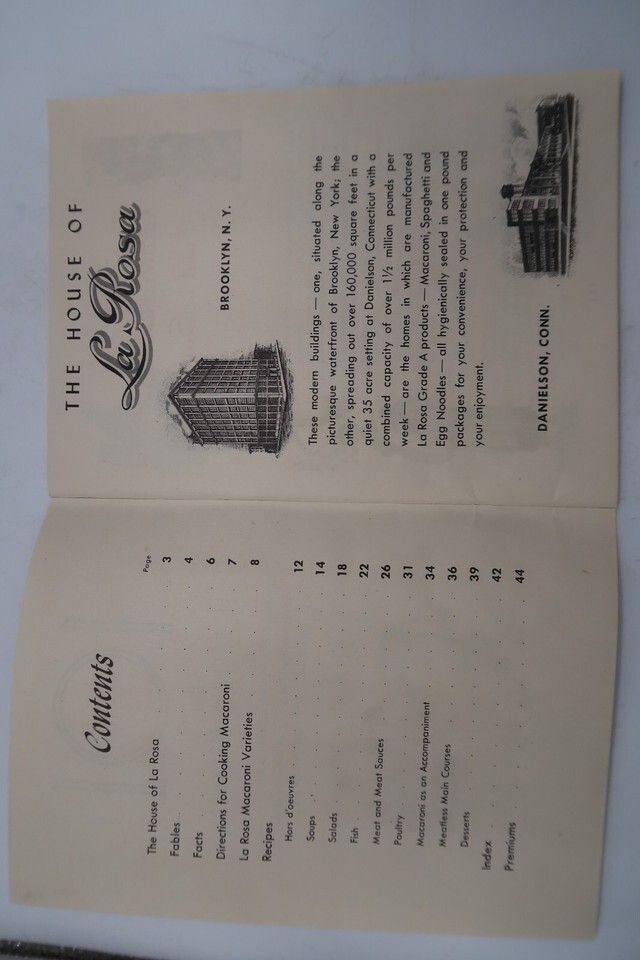 Contents
Page
The House of La Rosa . . . . . . . . 3
Fables . . . . . . . . 4
Facts . . . . . . . . 6
Directions for Cooking Macaroni . . . . . . . . 7
La Rosa Macaroni Varieties . . . . . . . . 8
Recipes
Hors d'oeuvres . . . . . . . . 12
Soups . . . . . . . . 14
Salads . . . . . . . . 18
Fish . . . . . . . . 22
Meat and Meat Sauces . . . . . . . . 26
Poultry . . . . . . . . 31
Macaroni as an Accompaniment . . . . . . . . 34
Meatless Main Courses . . . . . . . . 36
Desserts . . . . . . . . 39
Index . . . . . . . . 42
Premiums . . . . . . . . 44
THE HOUSE OF
La Rosa
BROOKLYN, N. Y.
These modern buildings — one, situated along the
picturesque waterfront of Brooklyn, New York; the
other, spreading out over 160,000 square feet in a
quiet 35 acre setting at Danielson, Connecticut with a
combined capacity of over 1½ million pounds per
week — are the homes in which are manufactured
La Rosa Grade A products — Macaroni, Spaghetti and
Egg Noodles — all hygienically sealed in one pound
packages for your convenience, your protection and
your enjoyment.
DANIELSON, CONN.